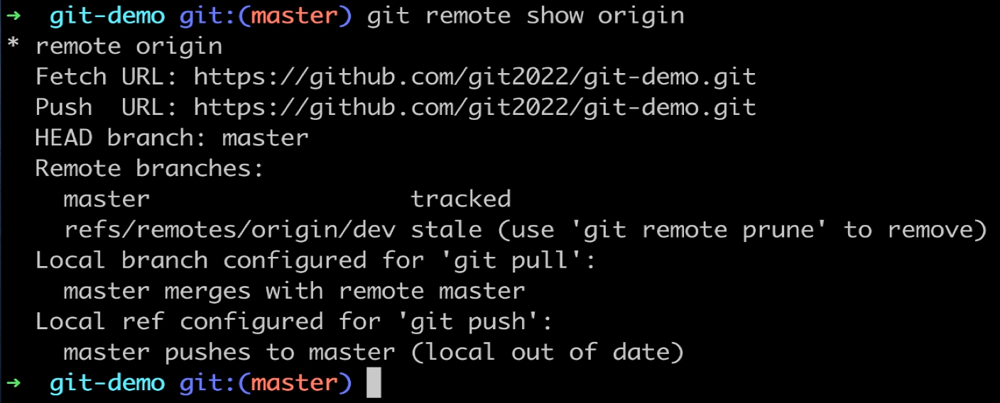 ➜  git-demo git:(master) git remote show origin
* remote origin
  Fetch URL: https://github.com/git2022/git-demo.git
  Push  URL: https://github.com/git2022/git-demo.git
  HEAD branch: master
  Remote branches:
    master                  tracked
    refs/remotes/origin/dev stale (use 'git remote prune' to remove)
  Local branch configured for 'git pull':
    master merges with remote master
  Local ref configured for 'git push':
    master pushes to master (local out of date)
➜  git-demo git:(master)